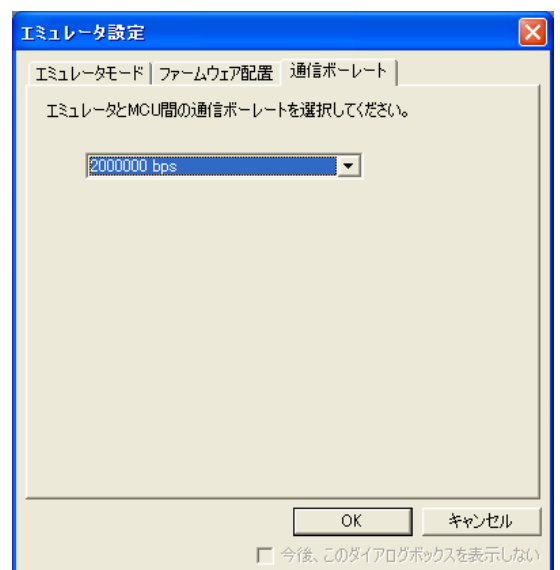 エミュレータ設定
エミュレータモード ファームウェア配置 通信ボーレート
エミュレータとMCU間の通信ボーレートを選択してください。
2000000 bps
OK キャンセル
今後、このダイアログボックスを表示しない